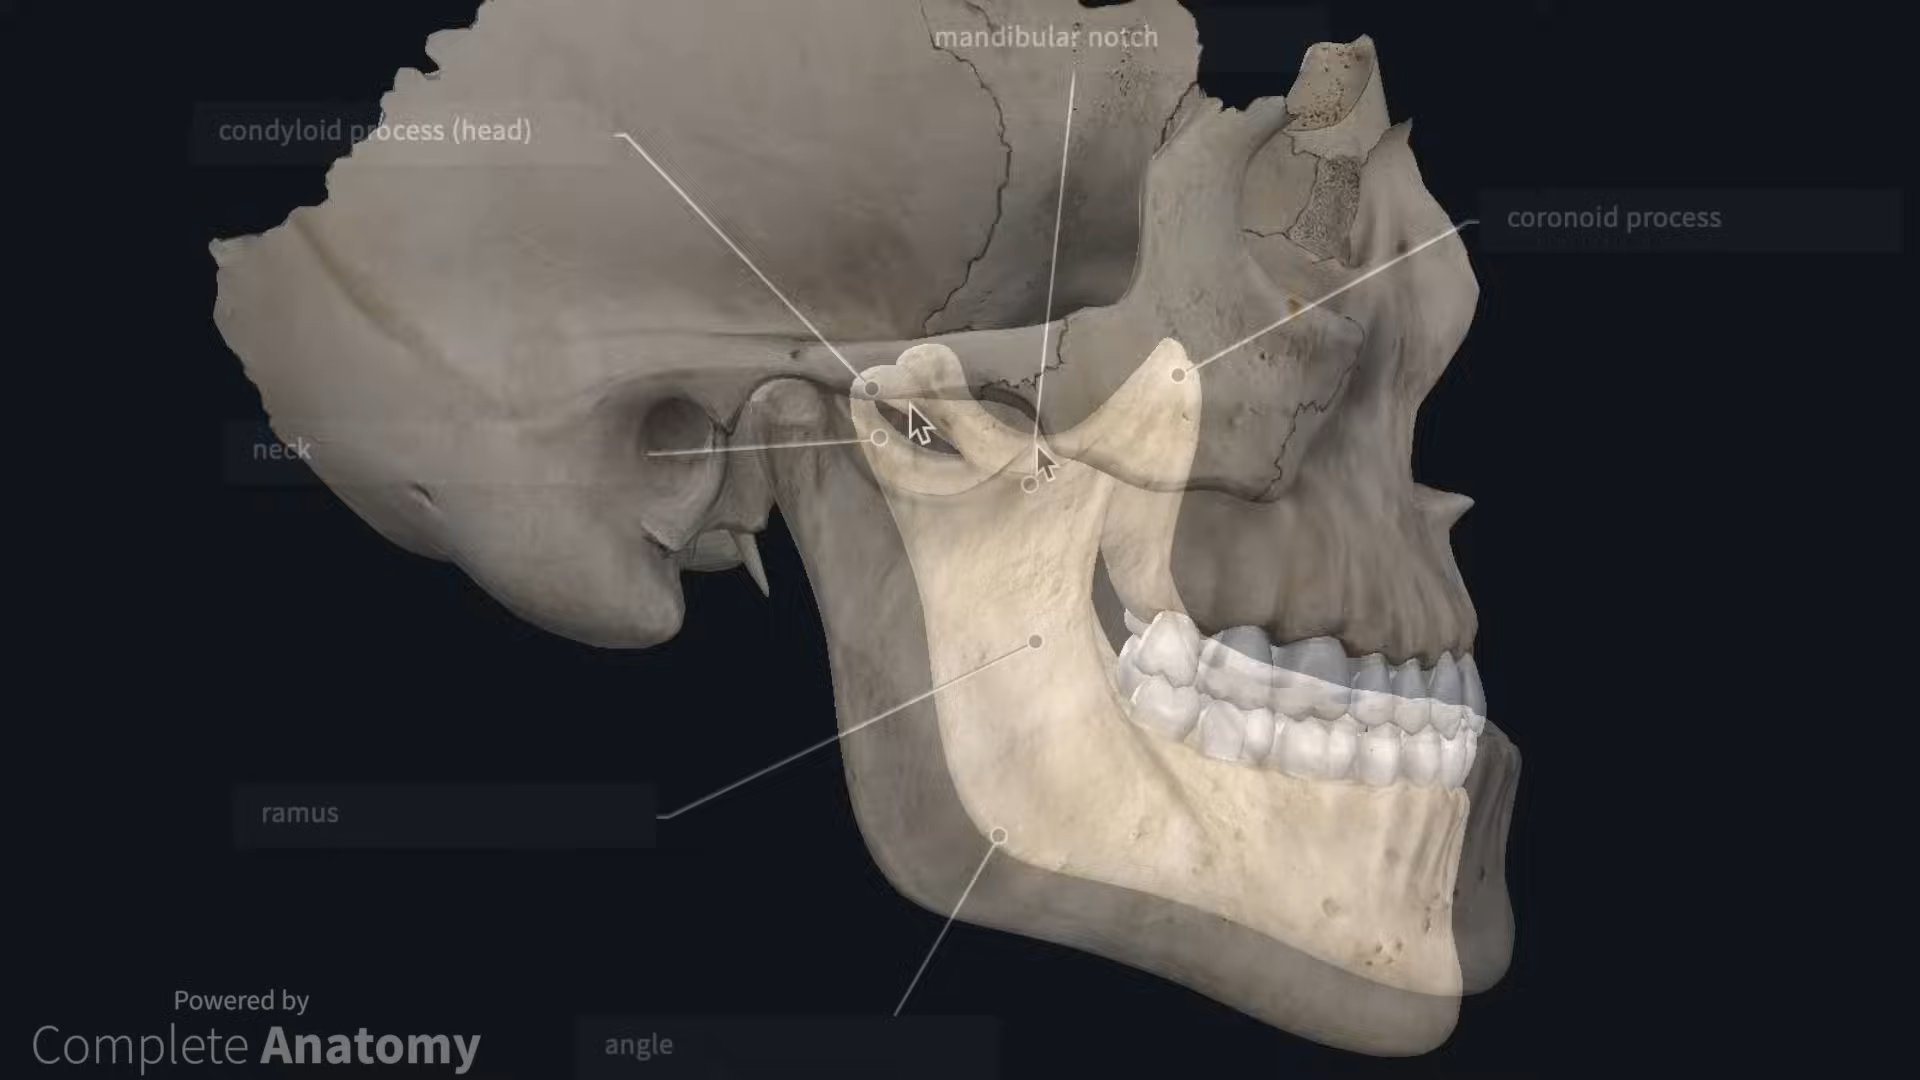 mandibular notch
condyloid process (head)
coronoid process
neck
ramus
angle
Powered by
Complete Anatomy